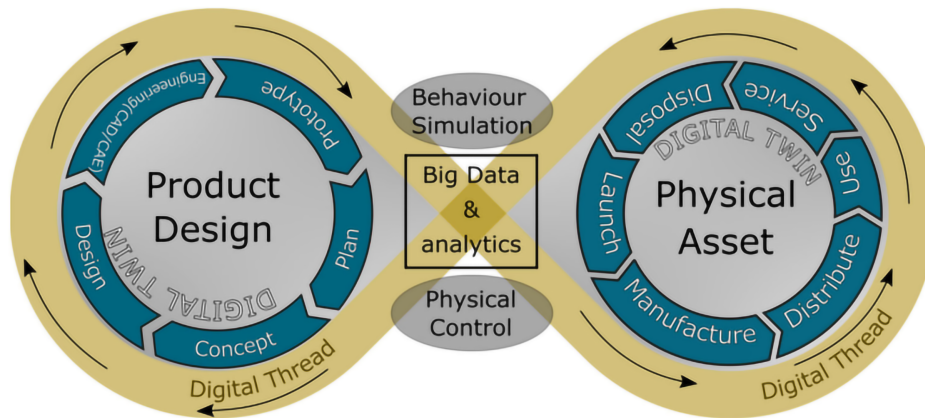 Engineering(CAD/CAE)
Prototype
Plan
Concept
Design
Product
Design
DIGITAL TWIN
Digital Thread
Behaviour
Simulation
Big Data
&
analytics
Physical
Control
Disposal
Service
Use
Distribute
Manufacture
Launch
DIGITAL TWIN
Physical
Asset
Digital Thread